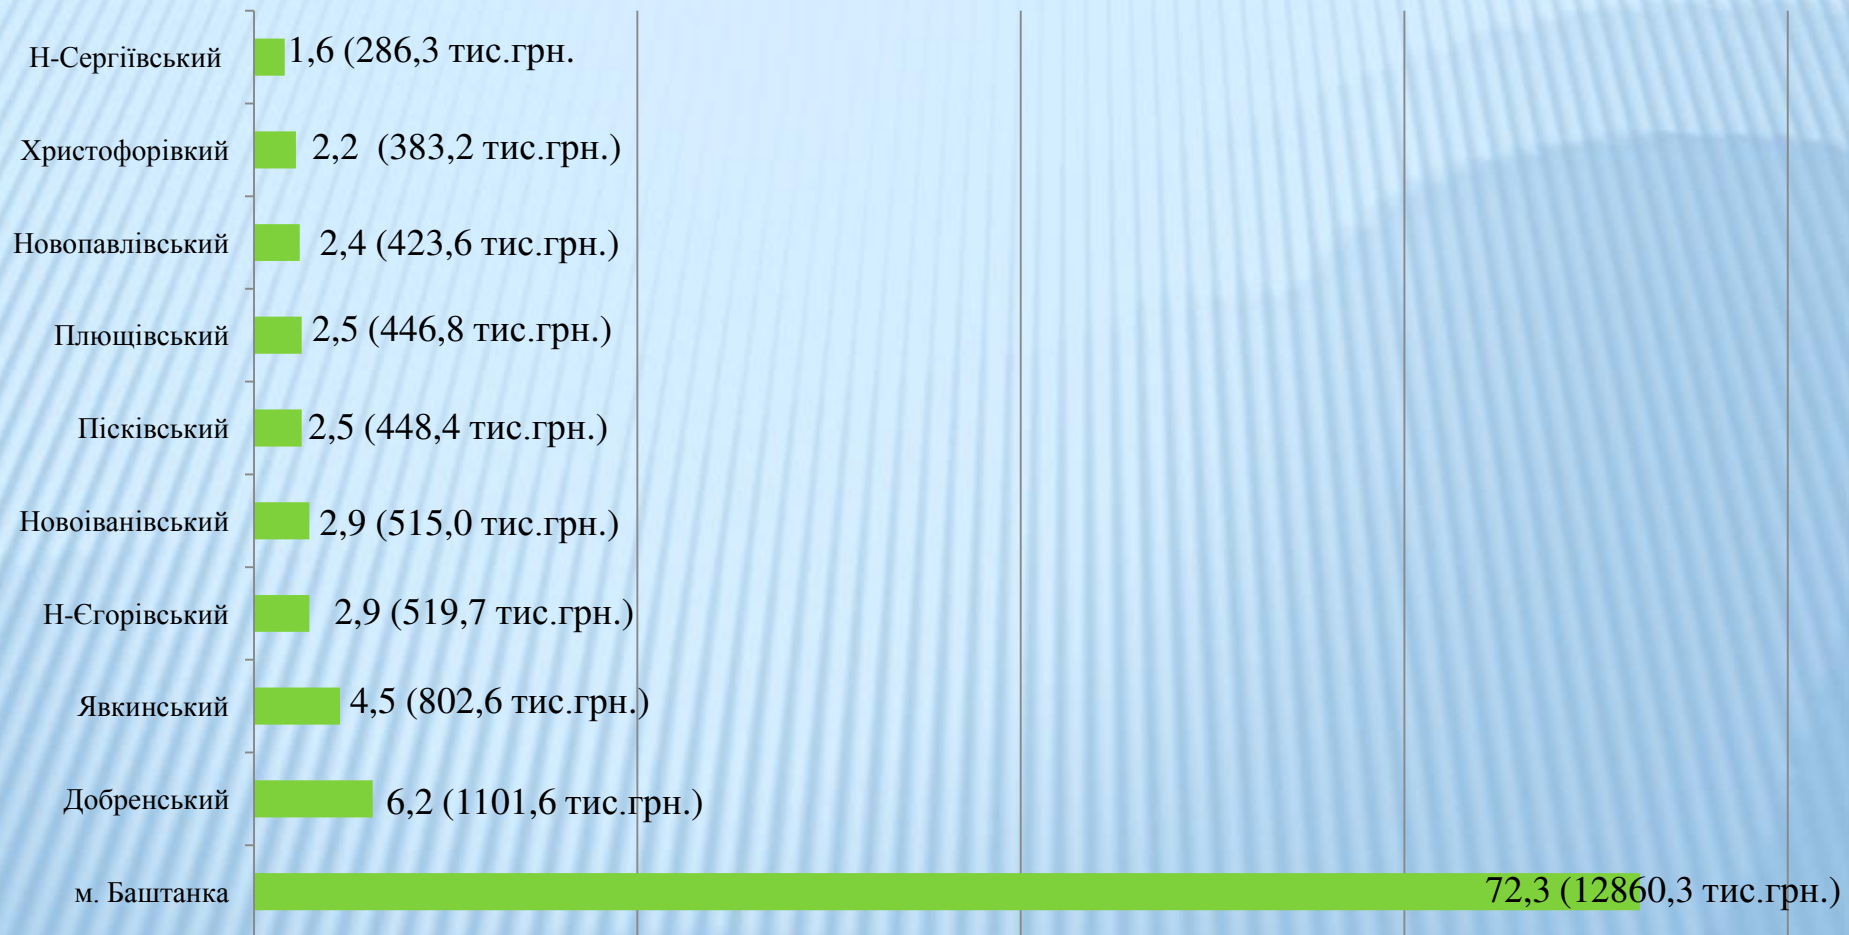 Н-Сергіївський 1,6 (286,3 тис.грн.
Христофорівкий 2,2 (383,2 тис.грн.)
Новопавлівський 2,4 (423,6 тис.грн.)
Плющівський 2,5 (446,8 тис.грн.)
Пісківський 2,5 (448,4 тис.грн.)
Новоіванівський 2,9 (515,0 тис.грн.)
Н-Єгорівський 2,9 (519,7 тис.грн.)
Явкинський 4,5 (802,6 тис.грн.)
Добренський 6,2 (1101,6 тис.грн.)
м. Баштанка 72,3 (12860,3 тис.грн.)